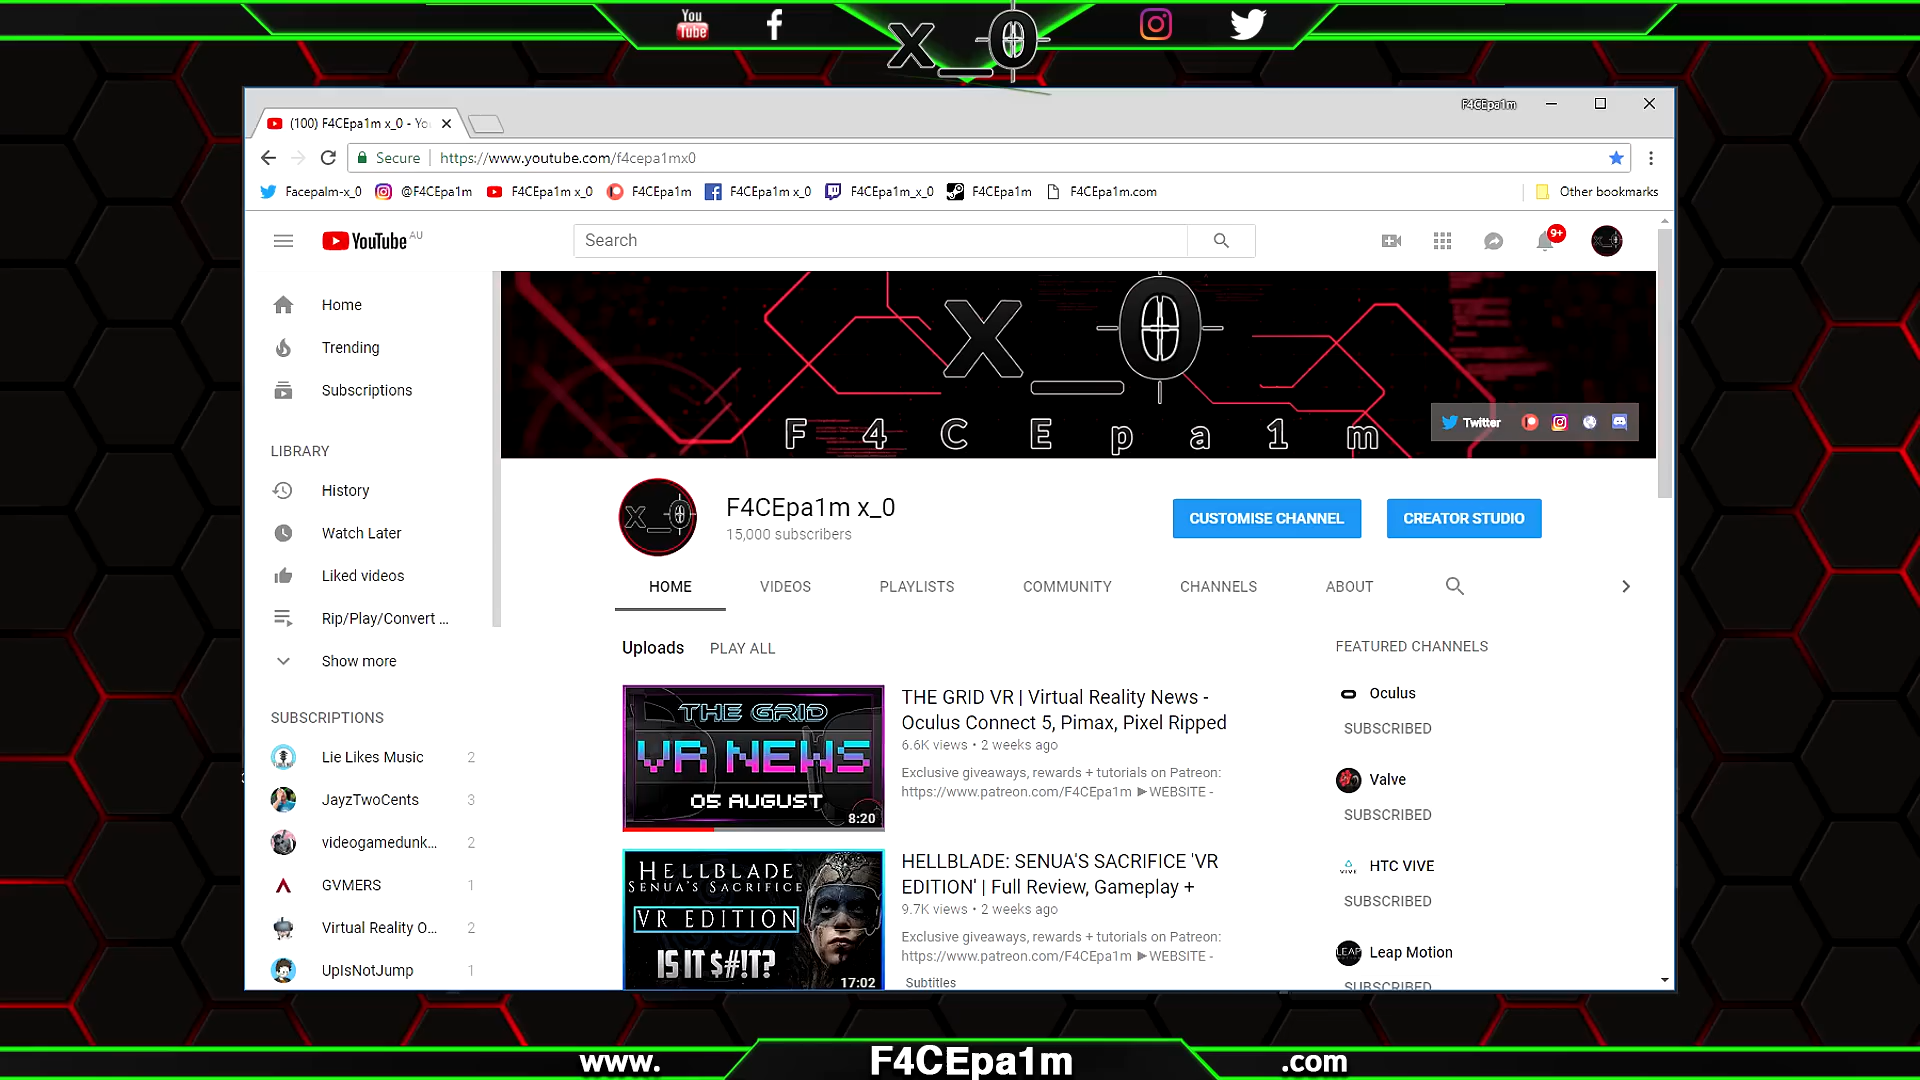 You
Tube
x_0
F4CEpa1m
(100) F4CEpa1m x_0 - Yo
Secure
https://www.youtube.com/f4cepa1mx0
Facepalm-x_0
@F4CEpa1m
F4CEpa1m x_0
F4CEpa1m
F4CEpa1m x_0
F4CEpa1m_x_0
F4CEpa1m
F4CEpa1m.com
Other bookmarks
YouTube AU
Search
9+
Home
Trending
Subscriptions
LIBRARY
History
Watch Later
Liked videos
Rip/Play/Convert ...
Show more
SUBSCRIPTIONS
Lie Likes Music 2
JayzTwoCents 3
videogamedunk... 2
GVMERS 1
Virtual Reality O... 2
UpIsNotJump 1
x_0
F4CEpa1m
Twitter
x_0
F4CEpa1m x_0
15,000 subscribers
CUSTOMISE CHANNEL
CREATOR STUDIO
HOME
VIDEOS
PLAYLISTS
COMMUNITY
CHANNELS
ABOUT
Uploads
PLAY ALL
THE GRID
VR NEWS
05 AUGUST
8:20
THE GRID VR | Virtual Reality News -
Oculus Connect 5, Pimax, Pixel Ripped
6.6K views • 2 weeks ago
Exclusive giveaways, rewards + tutorials on Patreon:
https://www.patreon.com/F4CEpa1m ►WEBSITE -
HELLBLADE
SENUA'S SACRIFICE
VR EDITION
IS IT $#!T?
17:02
HELLBLADE: SENUA'S SACRIFICE 'VR
EDITION' | Full Review, Gameplay +
9.7K views • 2 weeks ago
Exclusive giveaways, rewards + tutorials on Patreon:
https://www.patreon.com/F4CEpa1m ►WEBSITE -
Subtitles
FEATURED CHANNELS
Oculus
SUBSCRIBED
Valve
SUBSCRIBED
VIVE
HTC VIVE
SUBSCRIBED
LEAP
Leap Motion
SUBSCRIBED
www.
F4CEpa1m
.com